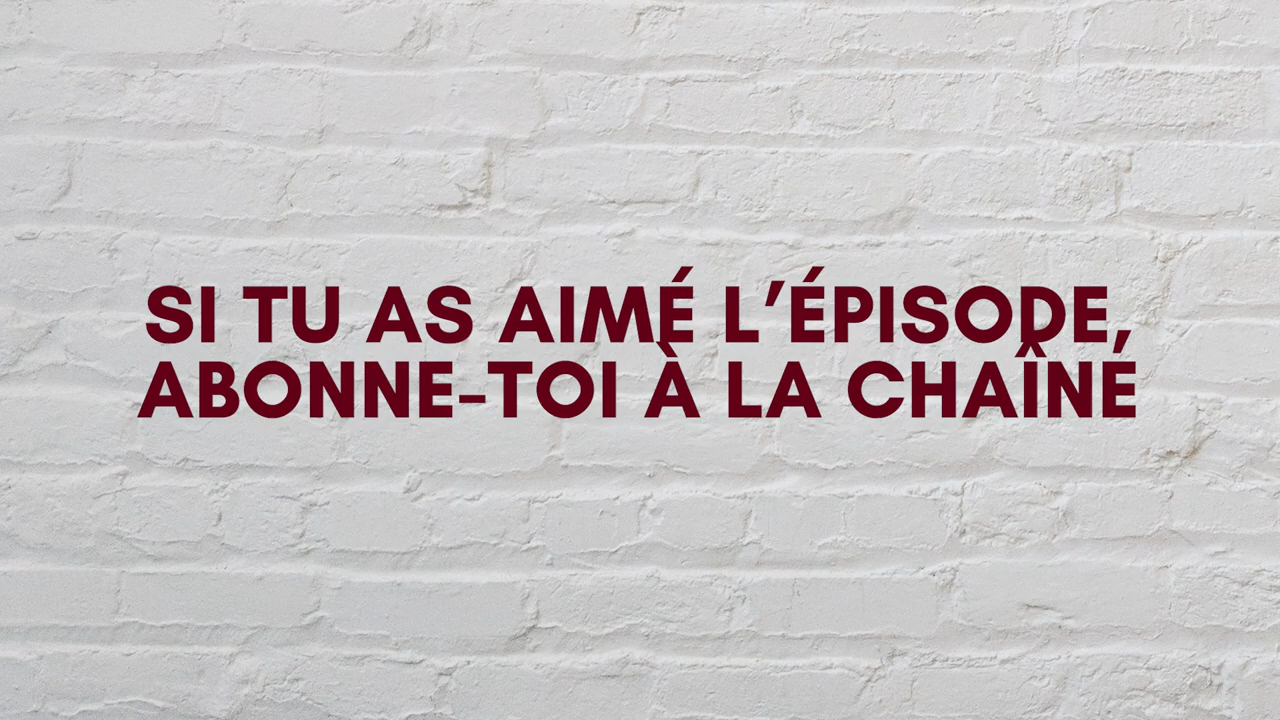 SI TU AS AIMÉ L’ÉPISODE,
ABONNE-TOI À LA CHAÎNE